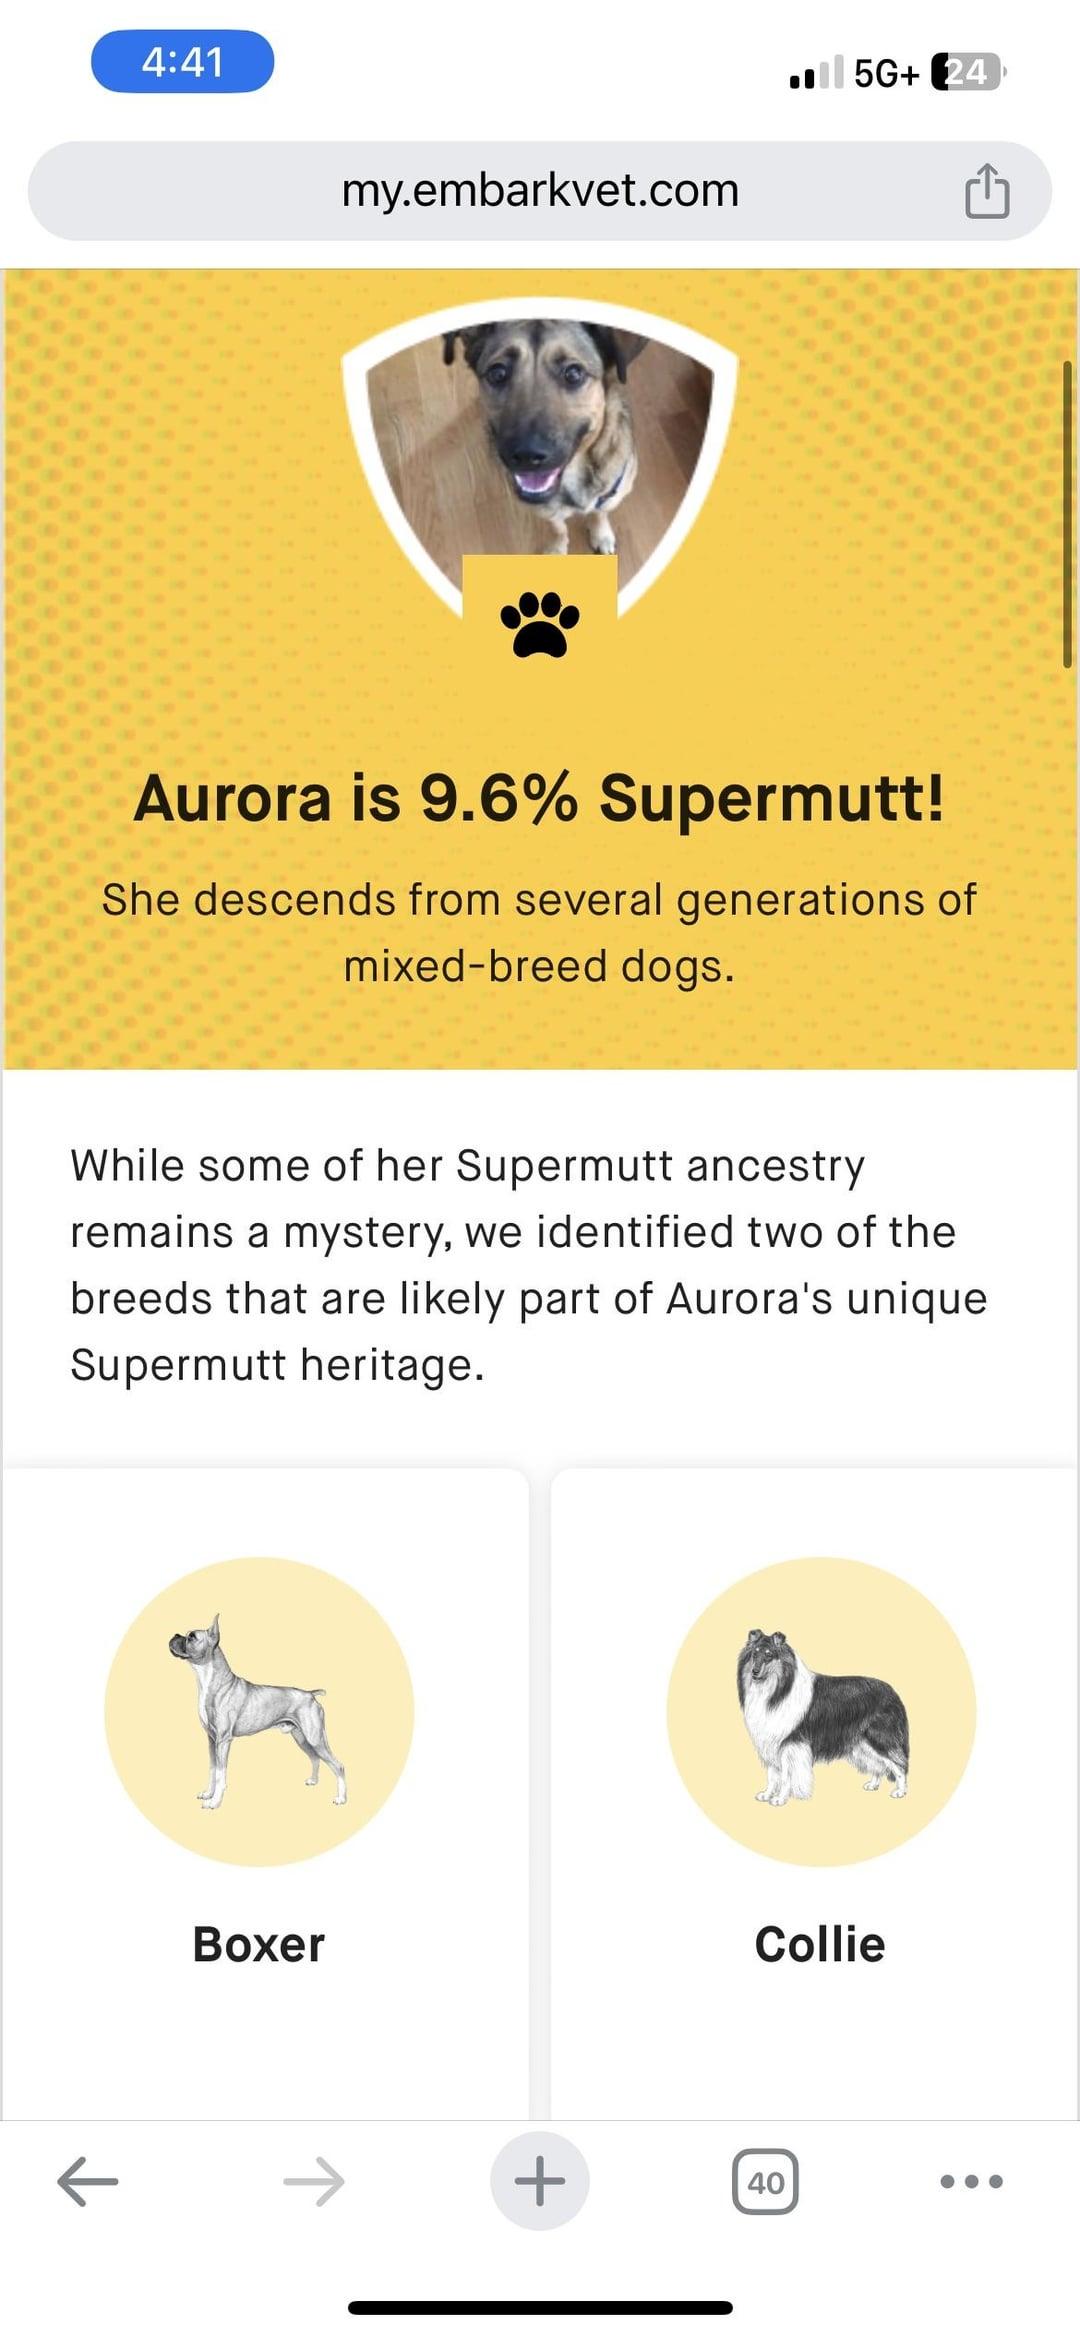 4:41
5G+ 24
my.embarkvet.com
Aurora is 9.6% Supermutt!
She descends from several generations of
mixed-breed dogs.
While some of her Supermutt ancestry
remains a mystery, we identified two of the
breeds that are likely part of Aurora's unique
Supermutt heritage.
Boxer
Collie
40